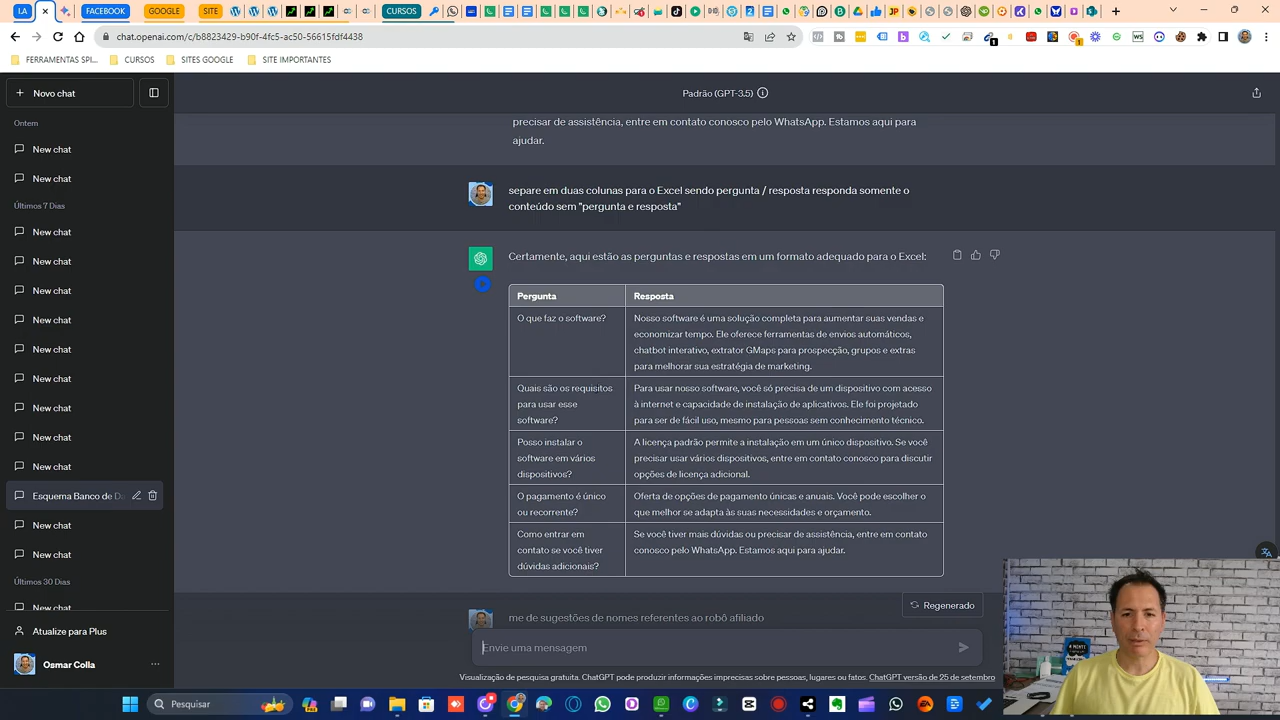 LA
FACEBOOK
GOOGLE
SITE
CURSOS
chat.openai.com/c/b8823429-b90f-4fc5-ac50-56615fdf4438
FERRAMENTAS SPI...
CURSOS
SITES GOOGLE
SITE IMPORTANTES
Novo chat
Padrão (GPT-3.5)
Ontem
New chat
New chat
Últimos 7 Dias
New chat
New chat
New chat
New chat
New chat
New chat
New chat
New chat
New chat
Esquema Banco de Da
New chat
New chat
Últimos 30 Dias
New chat
Atualize para Plus
Osmar Colla
precisar de assistência, entre em contato conosco pelo WhatsApp. Estamos aqui para
ajudar.
separe em duas colunas para o Excel sendo pergunta / resposta responda somente o
conteúdo sem "pergunta e resposta"
Certamente, aqui estão as perguntas e respostas em um formato adequado para o Excel:
Pergunta
Resposta
O que faz o software?
Nosso software é uma solução completa para aumentar suas vendas e
economizar tempo. Ele oferece ferramentas de envios automáticos,
chatbot interativo, extrator GMaps para prospecção, grupos e extras
para melhorar sua estratégia de marketing.
Quais são os requisitos
para usar esse
software?
Para usar nosso software, você só precisa de um dispositivo com acesso
à internet e capacidade de instalação de aplicativos. Ele foi projetado
para ser de fácil uso, mesmo para pessoas sem conhecimento técnico.
Posso instalar o
software em vários
dispositivos?
A licença padrão permite a instalação em um único dispositivo. Se você
precisar usar vários dispositivos, entre em contato conosco para discutir
opções de licença adicional.
O pagamento é único
ou recorrente?
Oferta de opções de pagamento únicas e anuais. Você pode escolher o
que melhor se adapta às suas necessidades e orçamento.
Como entrar em
contato se você tiver
dúvidas adicionais?
Se você tiver mais dúvidas ou precisar de assistência, entre em contato
conosco pelo WhatsApp. Estamos aqui para ajudar.
Regenerado
me de sugestões de nomes referentes ao robô afiliado
Envie uma mensagem
Visualização de pesquisa gratuita. ChatGPT pode produzir informações imprecisas sobre pessoas, lugares ou fatos. ChatGPT versão de 25 de setembro
Pesquisar